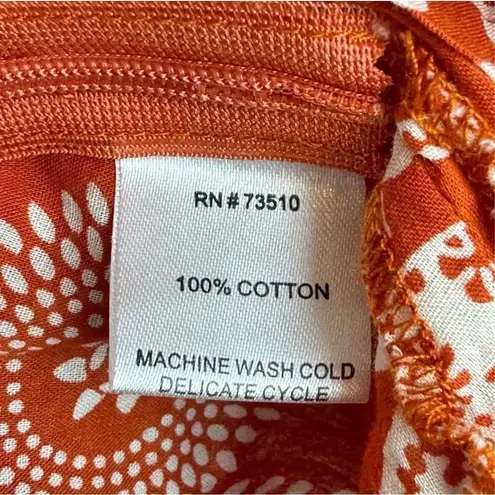 RN # 73510
100% COTTON
MACHINE WASH COLD
DELICATE CYCLE